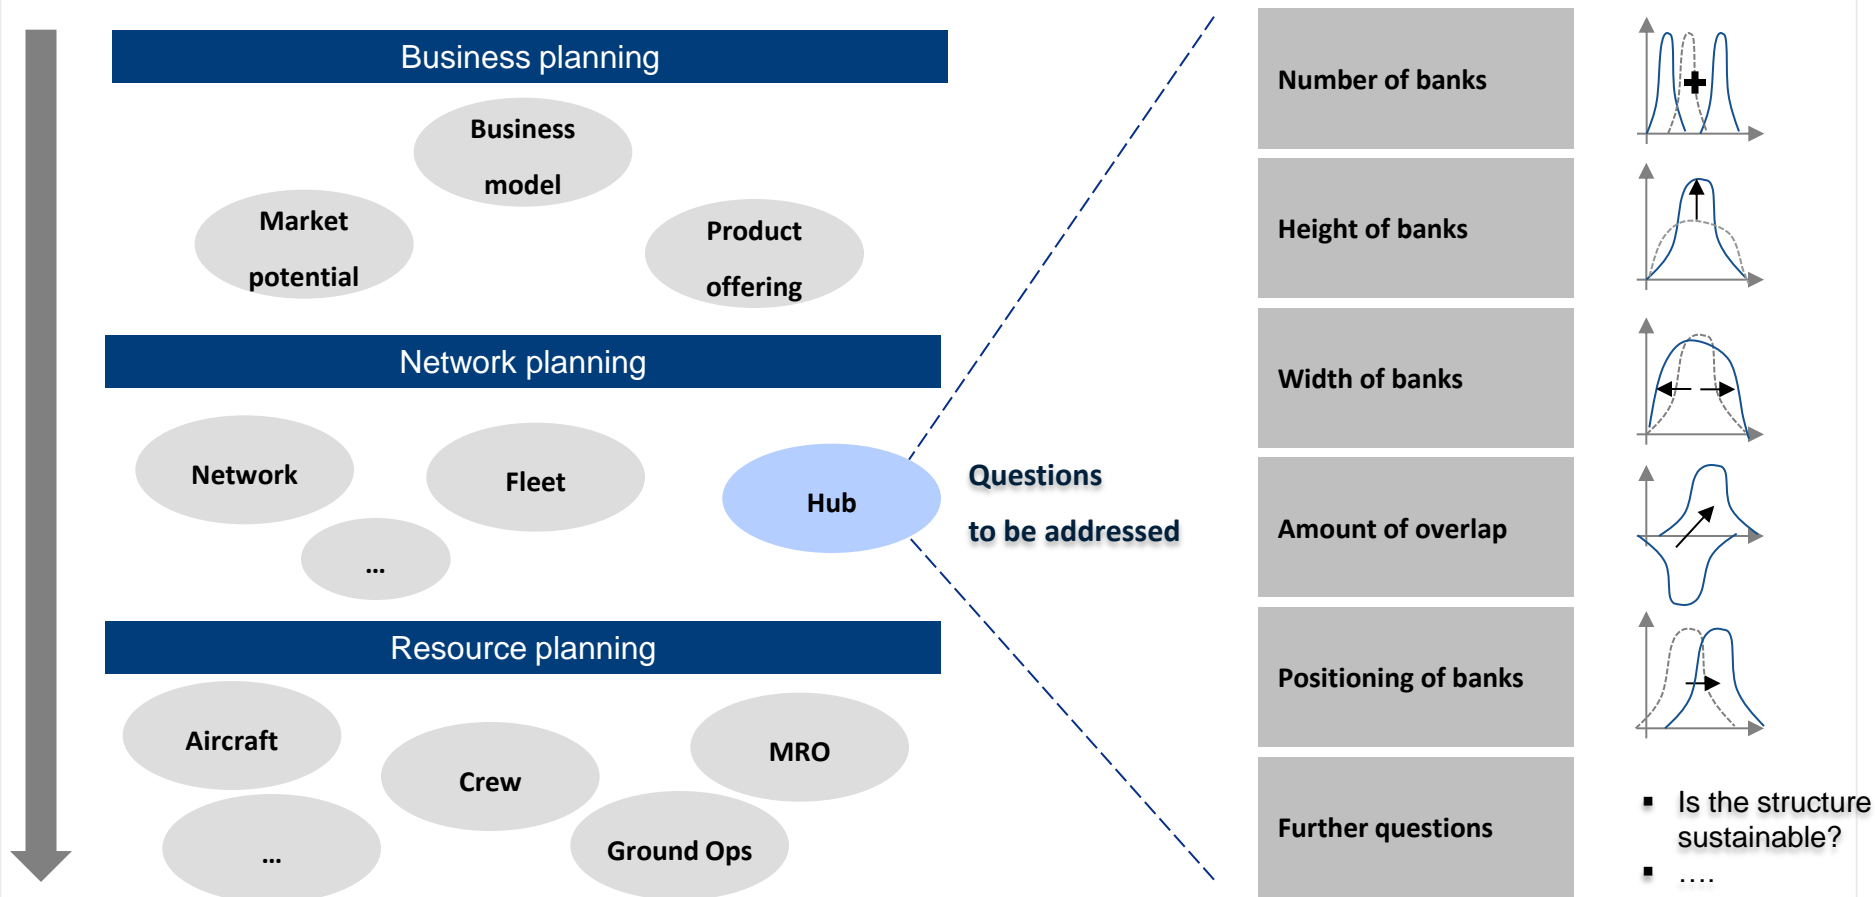 Business planning
Business
model
Market
potential
Product
offering
Network planning
Network
Fleet
...
Hub
Resource planning
Aircraft
Crew
MRO
...
Ground Ops
Questions
to be addressed
Number of banks
Height of banks
Width of banks
Amount of overlap
Positioning of banks
Further questions
▪ Is the structure
sustainable?
▪ ….